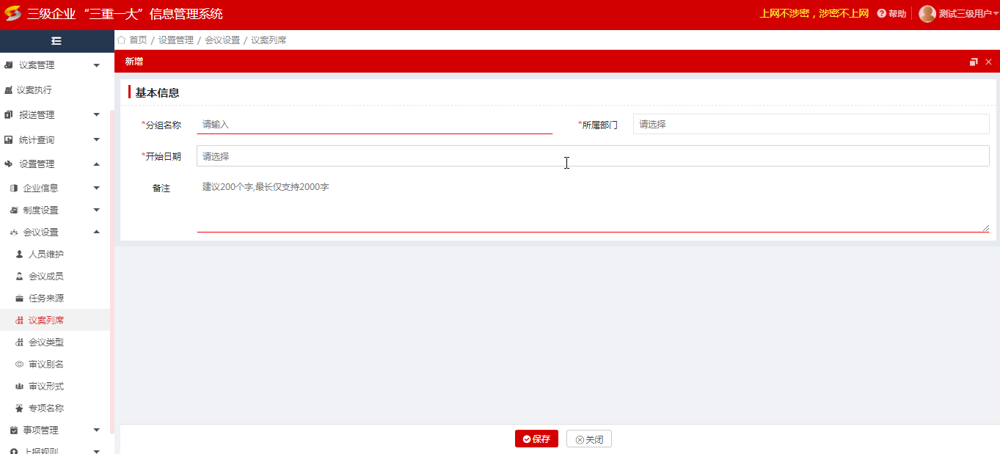 三级企业 “三重一大” 信息管理系统
上网不涉密，涉密不上网 帮助 测试三级用户
首页 / 设置管理 / 会议设置 / 议案列席
新增
议案管理
议案执行
报送管理
统计查询
设置管理
企业信息
制度设置
会议设置
人员维护
会议成员
任务来源
议案列席
会议类型
审议别名
审议形式
专项名称
事项管理
上报规则
基本信息
*分组名称 请输入
*所属部门 请选择
*开始日期 请选择
备注 建议200个字,最长仅支持2000字
保存 关闭